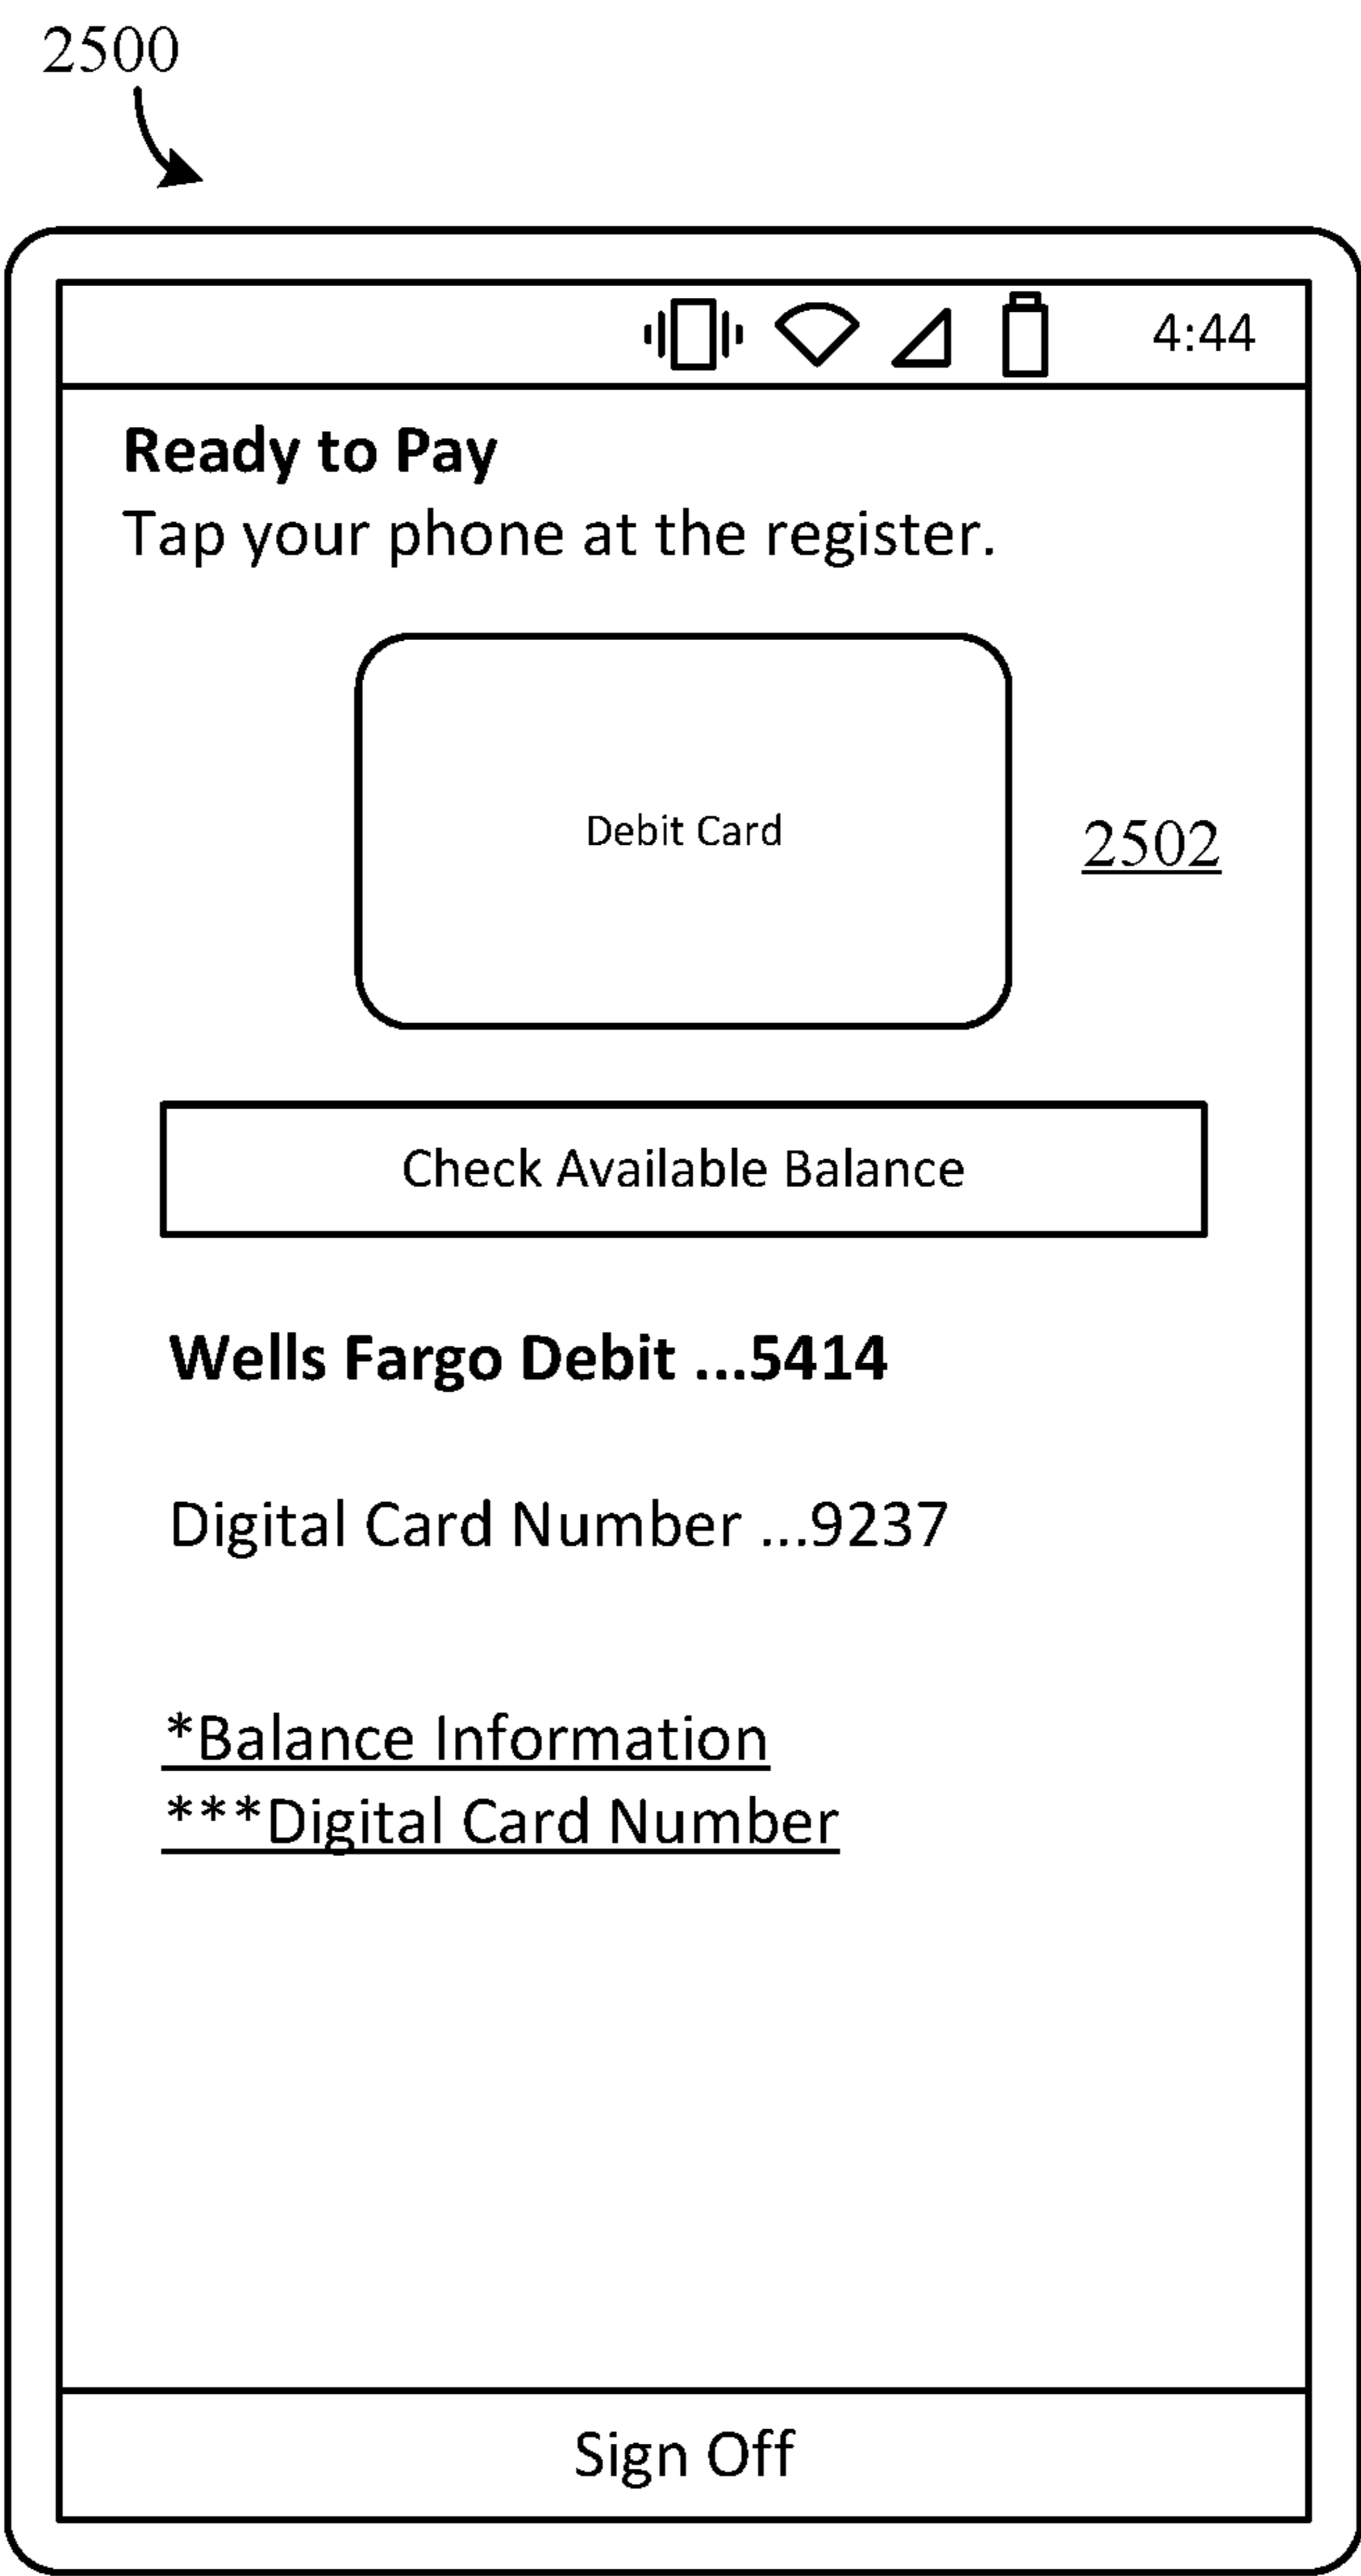 2500
4:44
Ready to Pay
Tap your phone at the register.
Debit Card
2502
Check Available Balance
Wells Fargo Debit ...5414
Digital Card Number ...9237
*Balance Information
***Digital Card Number
Sign Off